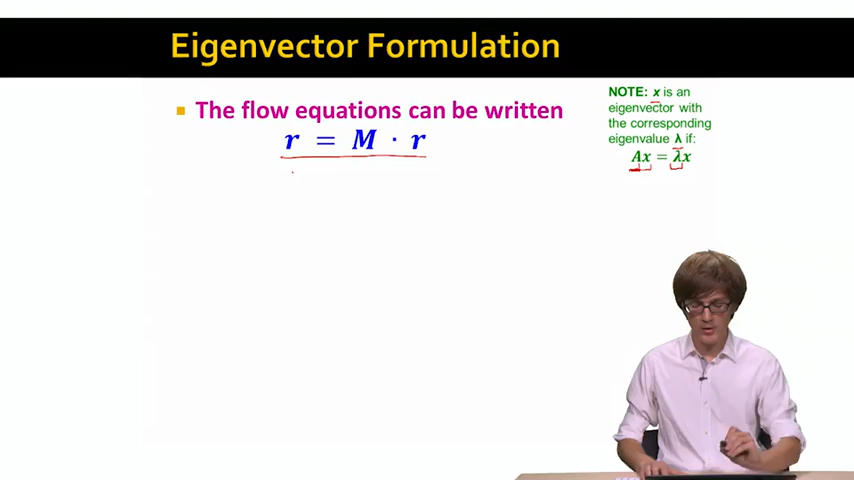 Eigenvector Formulation
The flow equations can be written
r = M · r
NOTE: x is an
eigenvector with
the corresponding
eigenvalue λ if:
Ax = λx